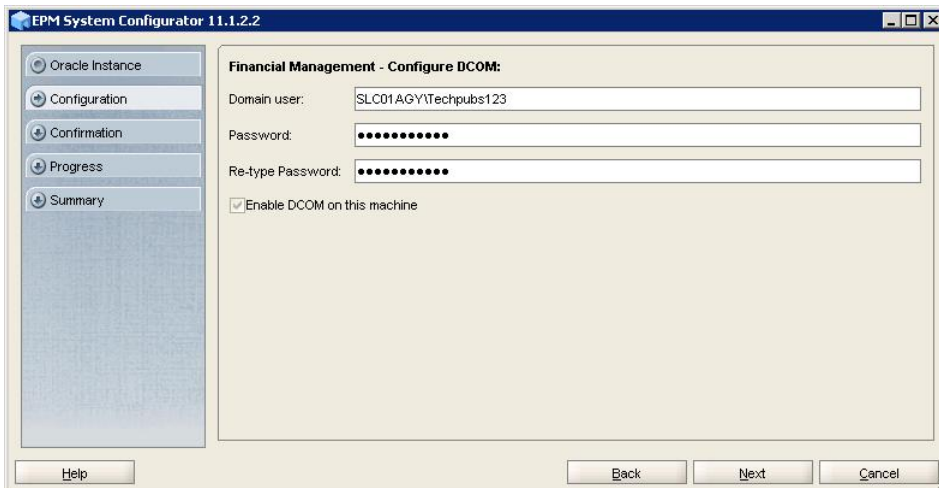 EPM System Configurator 11.1.2.2
Oracle Instance
Configuration
Confirmation
Progress
Summary
Financial Management - Configure DCOM:
Domain user: SLC01AGY\Techpubs123
Password: ●●●●●●●●●●●
Re-type Password: ●●●●●●●●●●●
Enable DCOM on this machine
Help Back Next Cancel